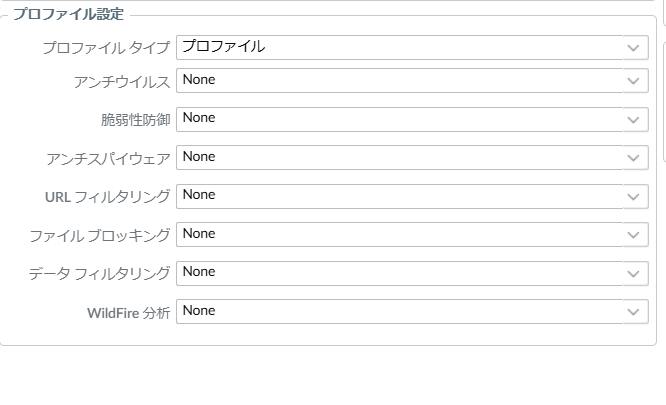 プロファイル設定
プロファイル タイプ プロファイル
アンチウイルス None
脆弱性防御 None
アンチスパイウェア None
URL フィルタリング None
ファイル ブロッキング None
データ フィルタリング None
WildFire 分析 None